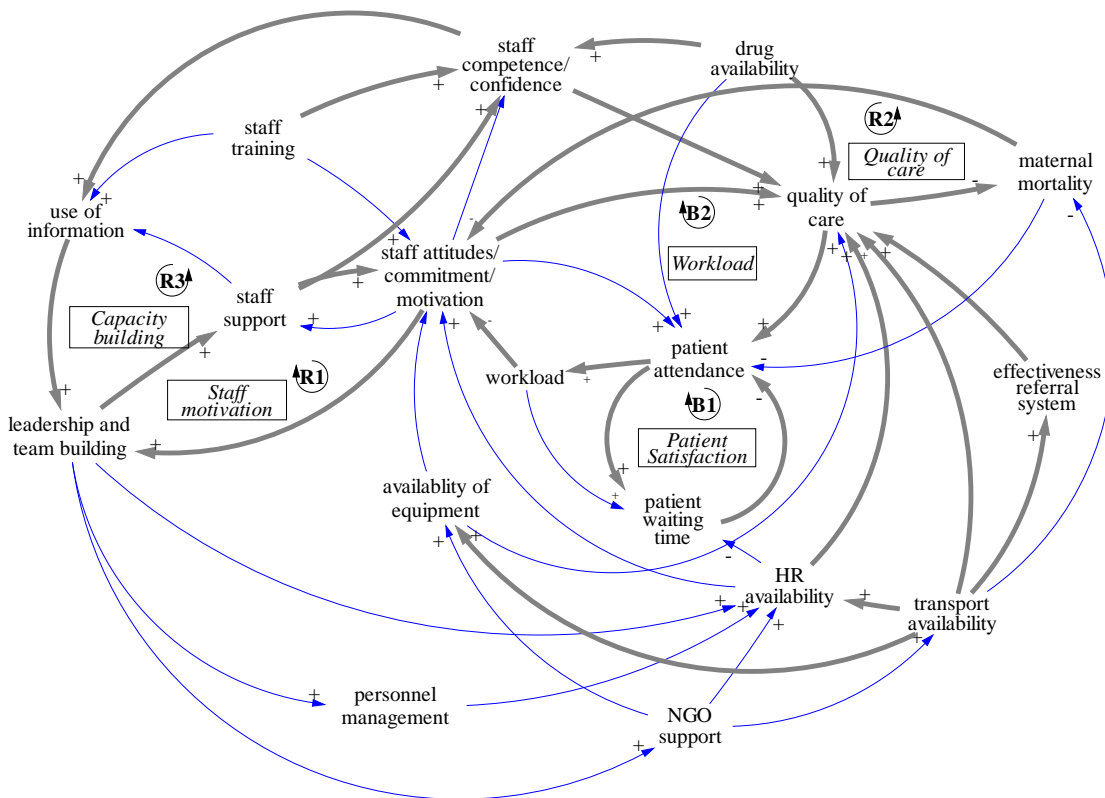 staff
competence/
confidence
drug
availability
R2
Quality of
care
maternal
mortality
staff
training
use of
information
quality of
care
B2
Workload
staff attitudes/
commitment/
motivation
R3
staff
support
Capacity
building
R1
Staff
motivation
workload
patient
attendance
B1
Patient
Satisfaction
effectiveness
referral
system
leadership and
team building
availablity of
equipment
patient
waiting
time
HR
availability
transport
availability
personnel
management
NGO
support